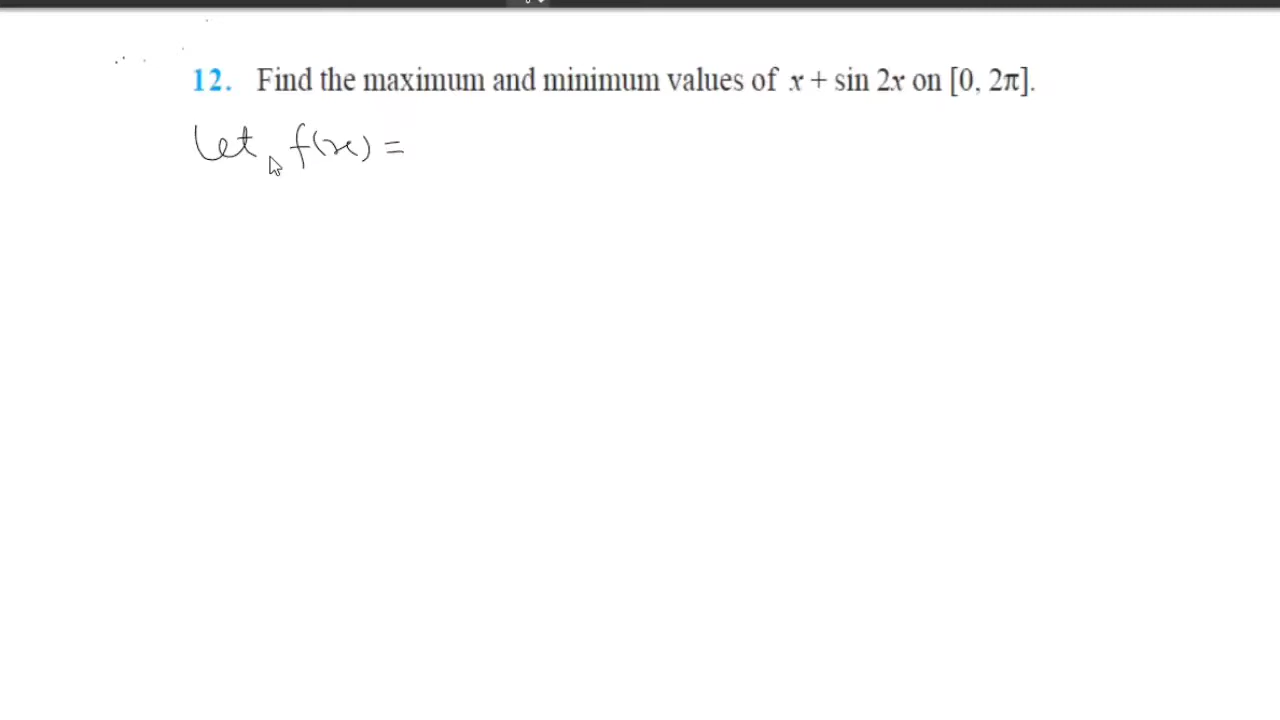 12. Find the maximum and minimum values of x + sin 2x on [0, 2π].
Let, f(x) =